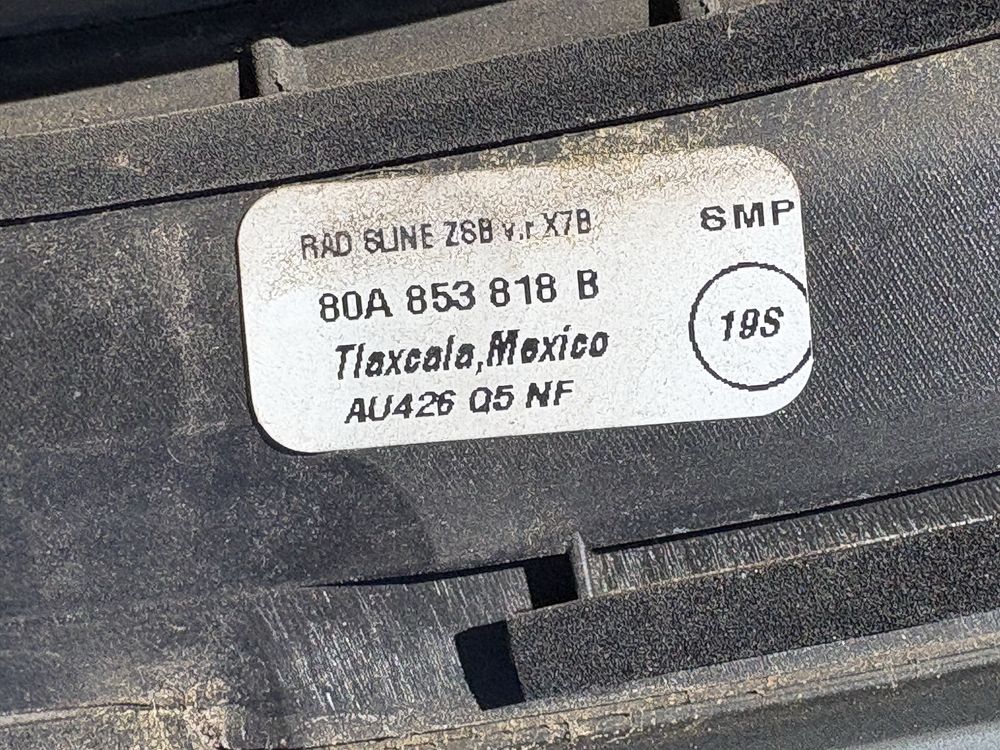 RAD SLINE ZSB v.r X7B
SMP
80A 853 818 B
19S
Tlaxcala,Mexico
AU426 Q5 NF